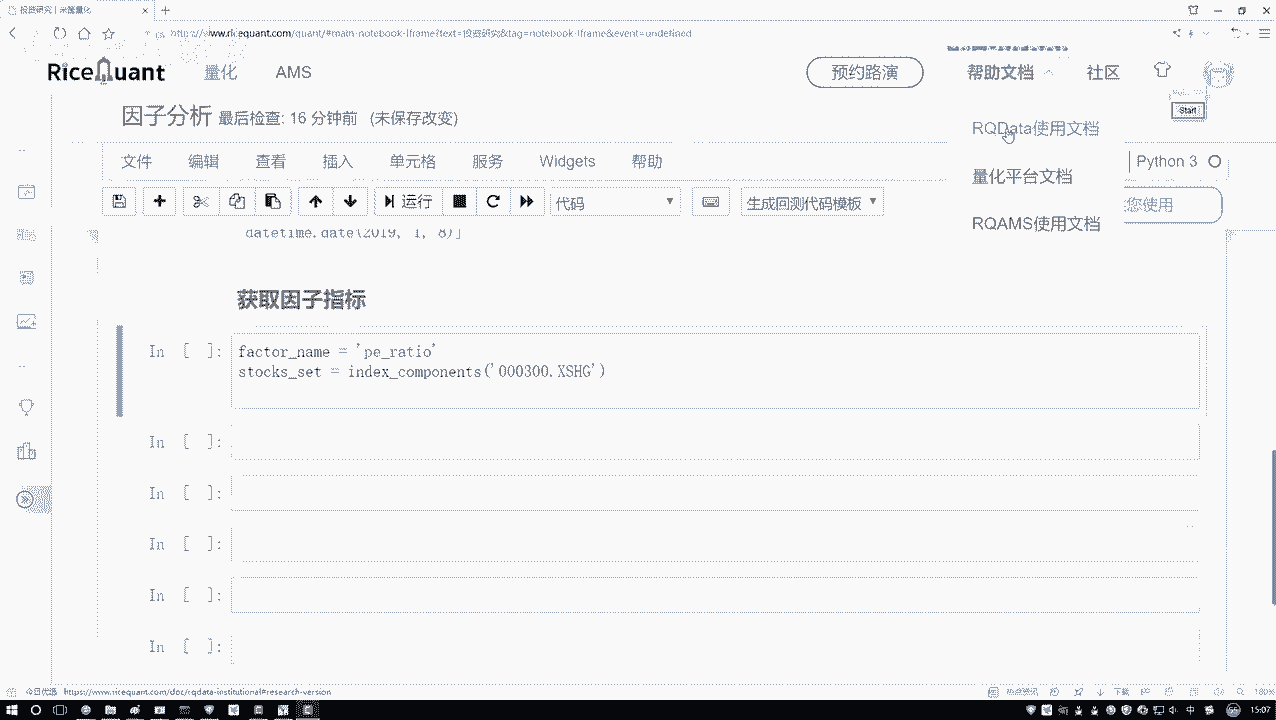 投资研究 | 米筐量化
https://www.ricequant.com/quant/#main-notebook-iframe?text=投资研究&tag=notebook-iframe&event=undefined
RiceQuant 量化 AMS 预约路演 帮助文档 社区
Start
因子分析 最后检查: 16 分钟前 (未保存改变)
RQData使用文档
文件 编辑 查看 插入 单元格 服务 Widgets 帮助 Python 3
量化平台文档
运行 代码 生成回测代码模板 您使用
RQAMS使用文档
datetime.date(2019, 1, 8)]
获取因子指标
In [ ]: factor_name = 'pe_ratio'
stocks_set = index_components('000300.XSHG')
In [ ]:
In [ ]:
In [ ]:
In [ ]:
In [ ]:
https://www.ricequant.com/doc/rqdata-institutional#research-version
下载
180%
中
15:07